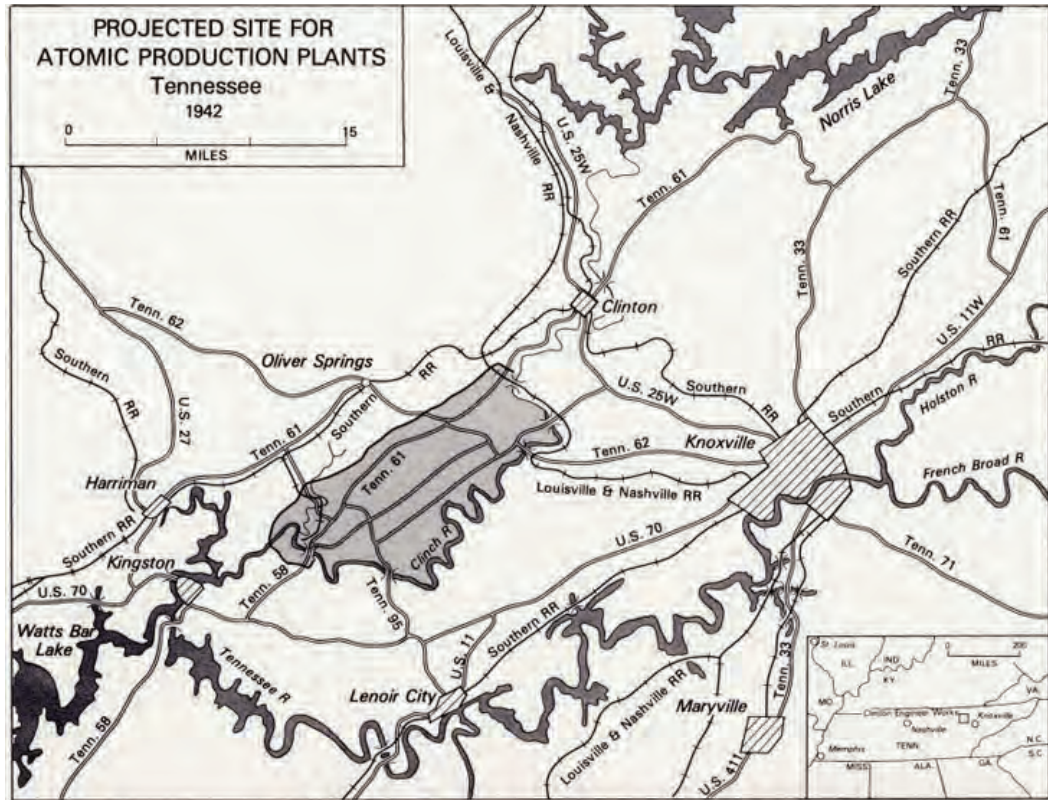 PROJECTED SITE FOR
ATOMIC PRODUCTION PLANTS
Tennessee
1942
0 15
MILES
Louisville &
Nashville
RR
U.S. 25W
Norris Lake
Tenn. 33
Tenn. 61
Tenn. 33
Southern RR
Tenn. 61
U.S. 11W
Clinton
Tenn. 62
Oliver Springs
RR
Southern
Southern
RR
U.S. 27
Tenn. 61
Harriman
Tenn. 61
U.S. 25W
Southern
RR
Southern
RR
Holston R
Knoxville
Tenn. 62
Louisville & Nashville RR
French Broad R
Southern RR
Kingston
U.S. 70
Tenn. 58
Clinch R
Tenn. 95
U.S. 70
Tenn. 71
Watts Bar
Lake
Tennessee R
U.S. 11
Southern RR
Lenoir City
Tenn. 58
Louisville & Nashville RR
Maryville
Tenn. 33
U.S. 411
St. Louis
ILL.
IND.
KY.
0 200
MILES
VA.
MO.
Clinton Engineer Works
Nashville
Knoxville
Memphis
TENN.
N.C.
S.C.
MISS.
ALA.
GA.